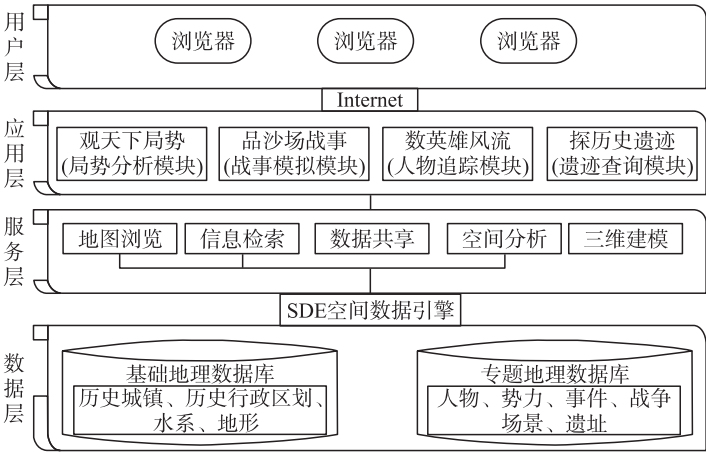 用户层
浏览器 浏览器 浏览器
Internet
应用层
观天下局势
(局势分析模块)
品沙场战事
(战事模拟模块)
数英雄风流
(人物追踪模块)
探历史遗迹
(遗迹查询模块)
服务层
地图浏览 信息检索 数据共享 空间分析 三维建模
SDE空间数据引擎
数据层
基础地理数据库
历史城镇、历史行政区划、
水系、地形
专题地理数据库
人物、势力、事件、战争
场景、遗址